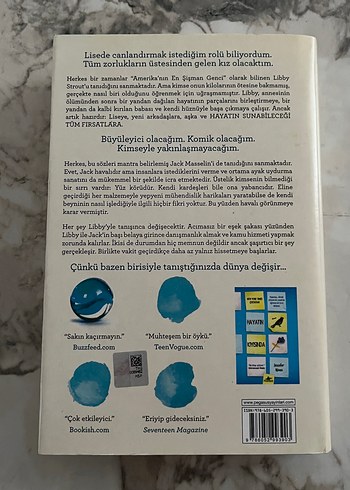 Lisede canlandırmak istediğim rolü biliyordum.
Tüm zorlukların üstesinden gelen kız olacaktım.
Herkes bir zamanlar "Amerika'nın En Şişman Genci" olarak bilinen Libby
Strout'u tanıdığını sanmaktadır. Ama kimse onun kilolarının ötesine bakmamış,
gerçekte nasıl biri olduğunu öğrenmek için uğraşmamıştır. Libby, annesinin
ölümünden sonra bir yandan dağılan hayatının parçalarını birleştirmeye, bir
yandan da kalbi kırılan babası ve kendi hüznüyle başa çıkmaya çalışır. Ancak
artık hazırdır: Liseye, yeni arkadaşlara, aşka ve HAYATIN SUNABİLECEĞİ
TÜM FIRSATLARA.
Büyüleyici olacağım. Komik olacağım.
Kimseyle yakınlaşmayacağım.
Herkes, bu sözleri mantra belirlemiş Jack Masselin'i de tanıdığını sanmaktadır.
Evet, Jack havalıdır ama insanlara istediklerini verme ve ortama ayak uydurma
sanatını da mükemmel bir şekilde icra etmektedir. Üstelik kimsenin bilmediği
bir sırrı vardır: Yüz körüdür. Kendi kardeşleri bile ona yabancıdır. Eline
geçirdiği her malzemeyle yepyeni mühendislik harikaları yaratabilse de kendi
beyninin nasıl işlediğiyle ilgili hiçbir fikri yoktur. Bu yüzden havalı görünmeye
karar vermiştir.
Her şey Libby'yle tanışınca değişecektir. Acımasız bir eşek şakası yüzünden
Libby ile Jack'in başı belaya girince danışmanlık almak ve kamu hizmeti yapmak
zorunda kalırlar. İkisi de durumdan hiç memnun değildir ancak şaşırtıcı bir şey
gerçekleşir. Birlikte vakit geçirdikçe daha az yalnız hissetmeye başlarlar.
Çünkü bazen birisiyle tanıştığınızda dünya değişir...
"Sakın kaçırmayın."
Buzzfeed.com
"Muhteşem bir öykü."
TeenVogue.com
HAYATIN
KIYISINDA
"Çok etkileyici."
Bookish.com
"Eriyip gideceksiniz."
Seventeen Magazine
www.pegasusyayinlari.com